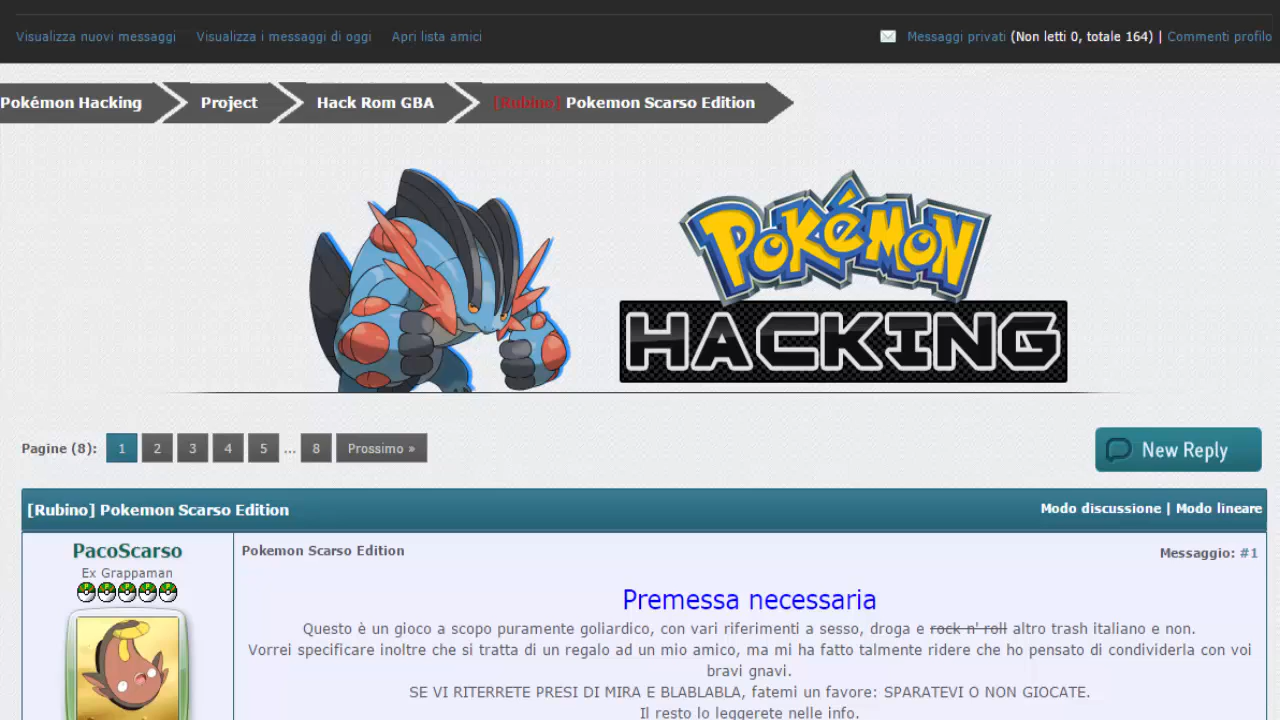 Visualizza nuovi messaggi Visualizza i messaggi di oggi Apri lista amici Messaggi privati (Non letti 0, totale 164) | Commenti profilo
Pokémon Hacking Project Hack Rom GBA [Rubino] Pokemon Scarso Edition
POKéMON
HACKING
Pagine (8): 1 2 3 4 5 ... 8 Prossimo » New Reply
[Rubino] Pokemon Scarso Edition Modo discussione | Modo lineare
PacoScarso Pokemon Scarso Edition Messaggio: #1
Ex Grappaman
Premessa necessaria
Questo è un gioco a scopo puramente goliardico, con vari riferimenti a sesso, droga e rock n' roll altro trash italiano e non.
Vorrei specificare inoltre che si tratta di un regalo ad un mio amico, ma mi ha fatto talmente ridere che ho pensato di condividerla con voi
bravi gnavi.
SE VI RITERRETE PRESI DI MIRA E BLABLABLA, fatemi un favore: SPARATEVI O NON GIOCATE.
Il resto lo leggerete nelle info.